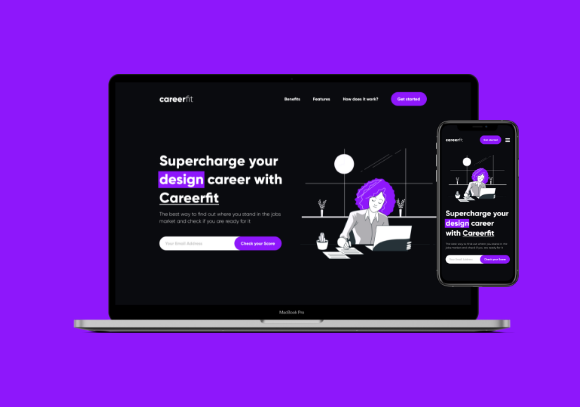 careerfit
Benefits
Features
How does it work?
Get started
Supercharge your
design career with
Careerfit
The best way to find out where you stand in the jobs
market and check if you are ready for it
Your Email Address
Check your Score
MacBook Pro
careerfit
Get started
Supercharge your
design career
with Careerfit
The best way to find out where you stand in the
jobs market and check if you are ready for it
Your Email Address
Check your Score